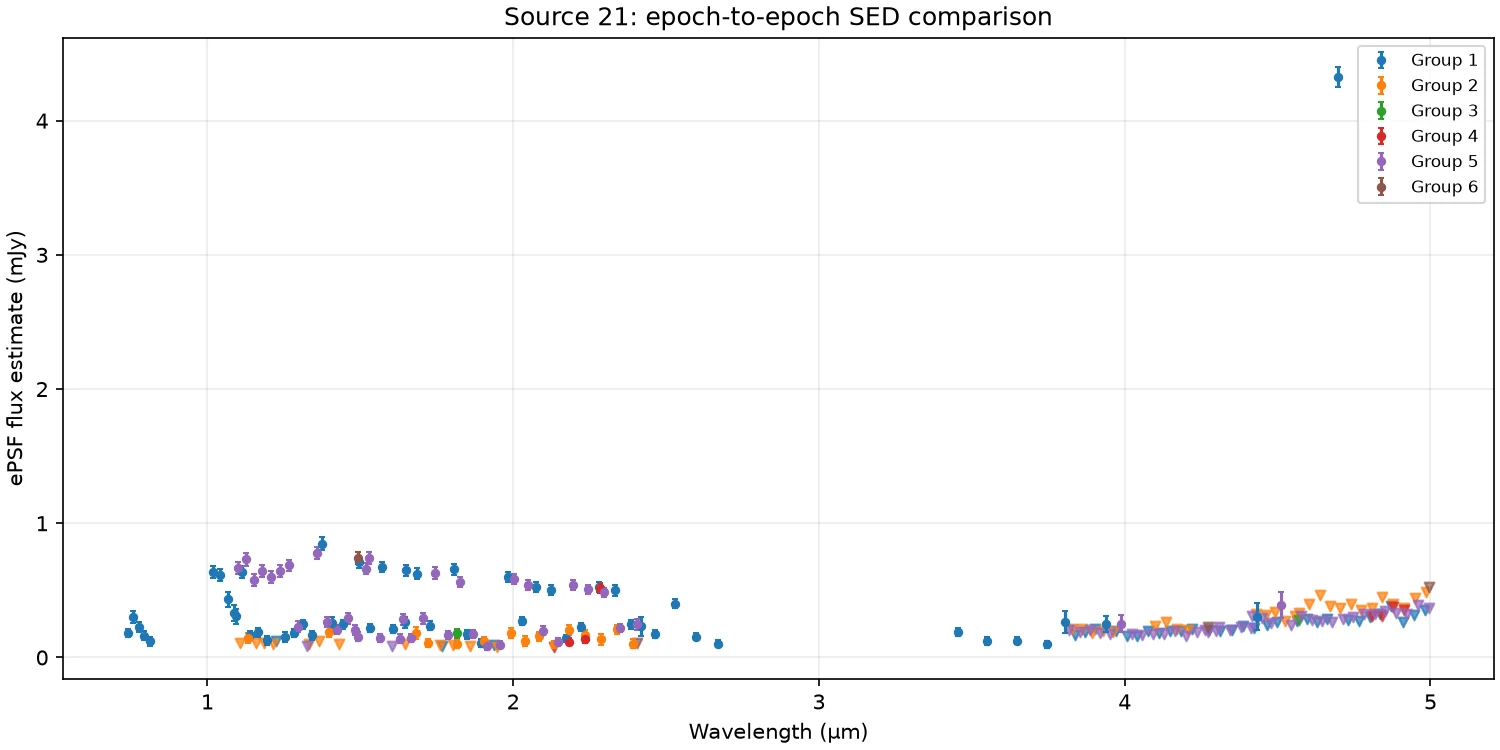 Source 21: epoch-to-epoch SED comparison
ePSF flux estimate (mJy)
4
3
2
1
0
Group 1
Group 2
Group 3
Group 4
Group 5
Group 6
1 2 3 4 5
Wavelength (μm)